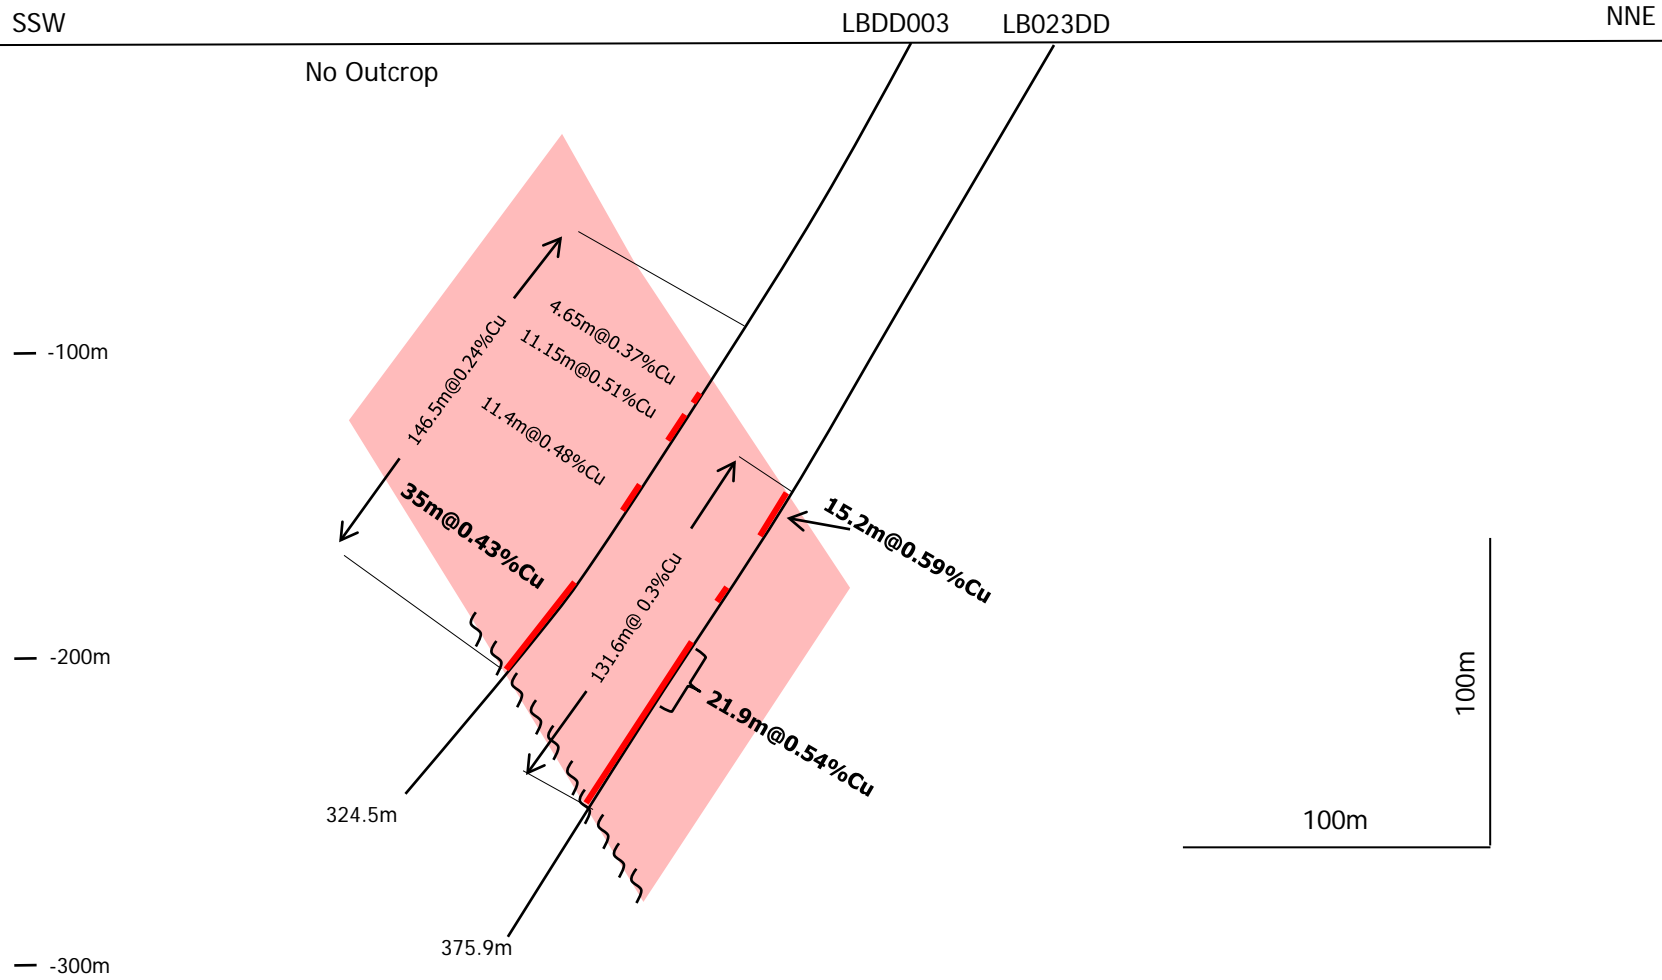 SSW
LBDD003
LB023DD
NNE
No Outcrop
4.65m@0.37%Cu
11.15m@0.51%Cu
146.5m@0.24%Cu
-100m
11.4m@0.48%Cu
35m@0.43%Cu
15.2m@0.59%Cu
131.6m@ 0.3%Cu
-200m
21.9m@0.54%Cu
100m
100m
324.5m
375.9m
-300m